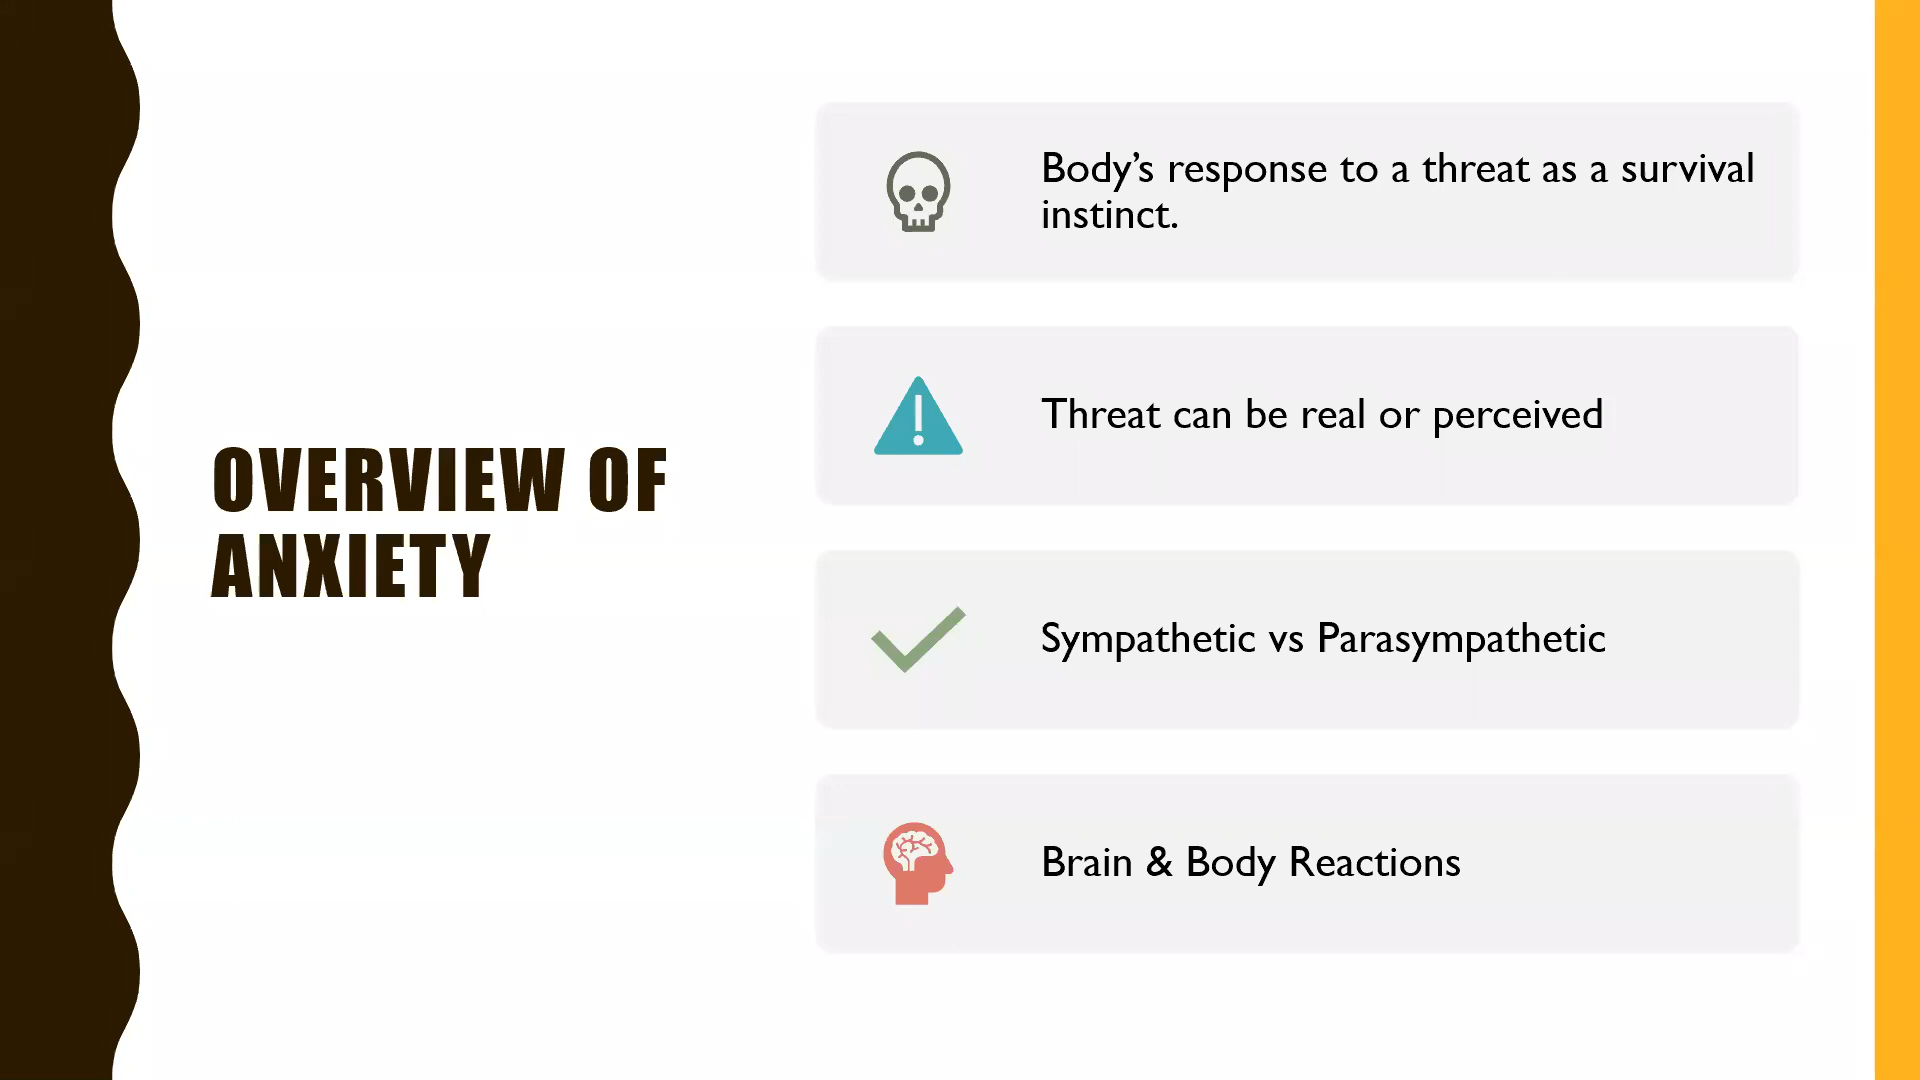 OVERVIEW OF
ANXIETY
Body’s response to a threat as a survival
instinct.
Threat can be real or perceived
Sympathetic vs Parasympathetic
Brain & Body Reactions